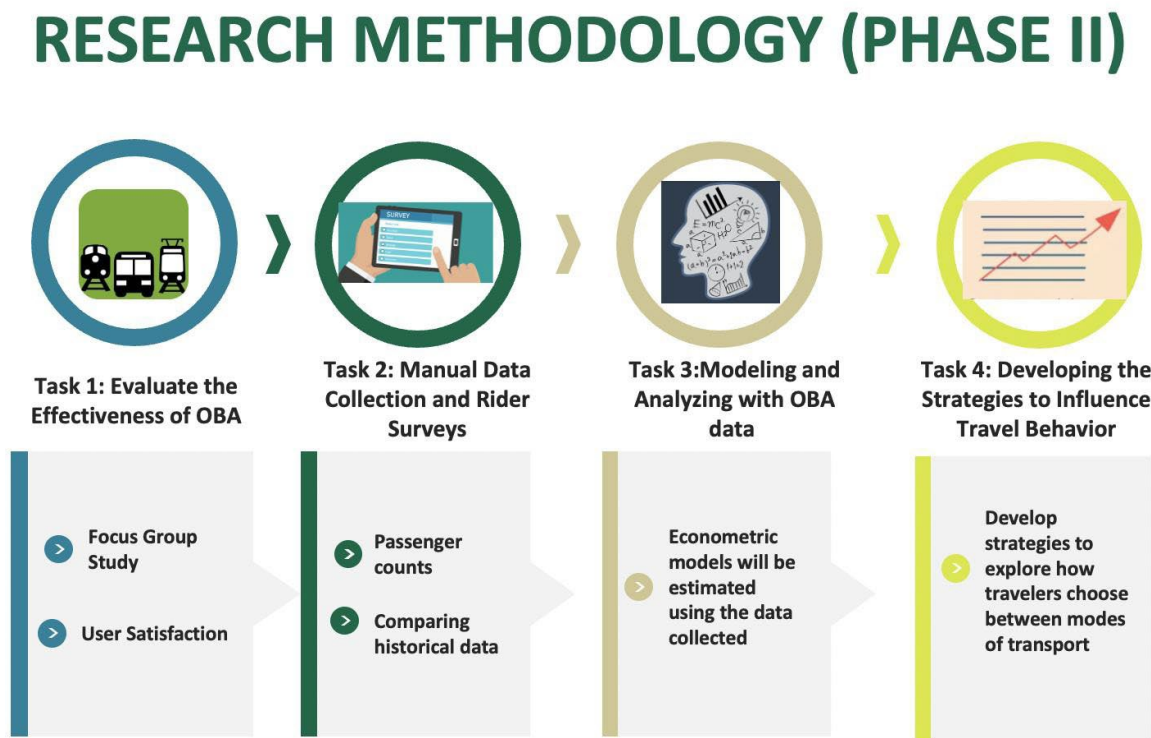 RESEARCH METHODOLOGY (PHASE II)
SURVEY
E=mc²
H₂O
Task 1: Evaluate the
Effectiveness of OBA
Task 2: Manual Data
Collection and Rider
Surveys
Task 3:Modeling and
Analyzing with OBA
data
Task 4: Developing the
Strategies to Influence
Travel Behavior
Focus Group
Study
User Satisfaction
Passenger
counts
Comparing
historical data
Econometric
models will be
estimated
using the data
collected
Develop
strategies to
explore how
travelers choose
between modes
of transport